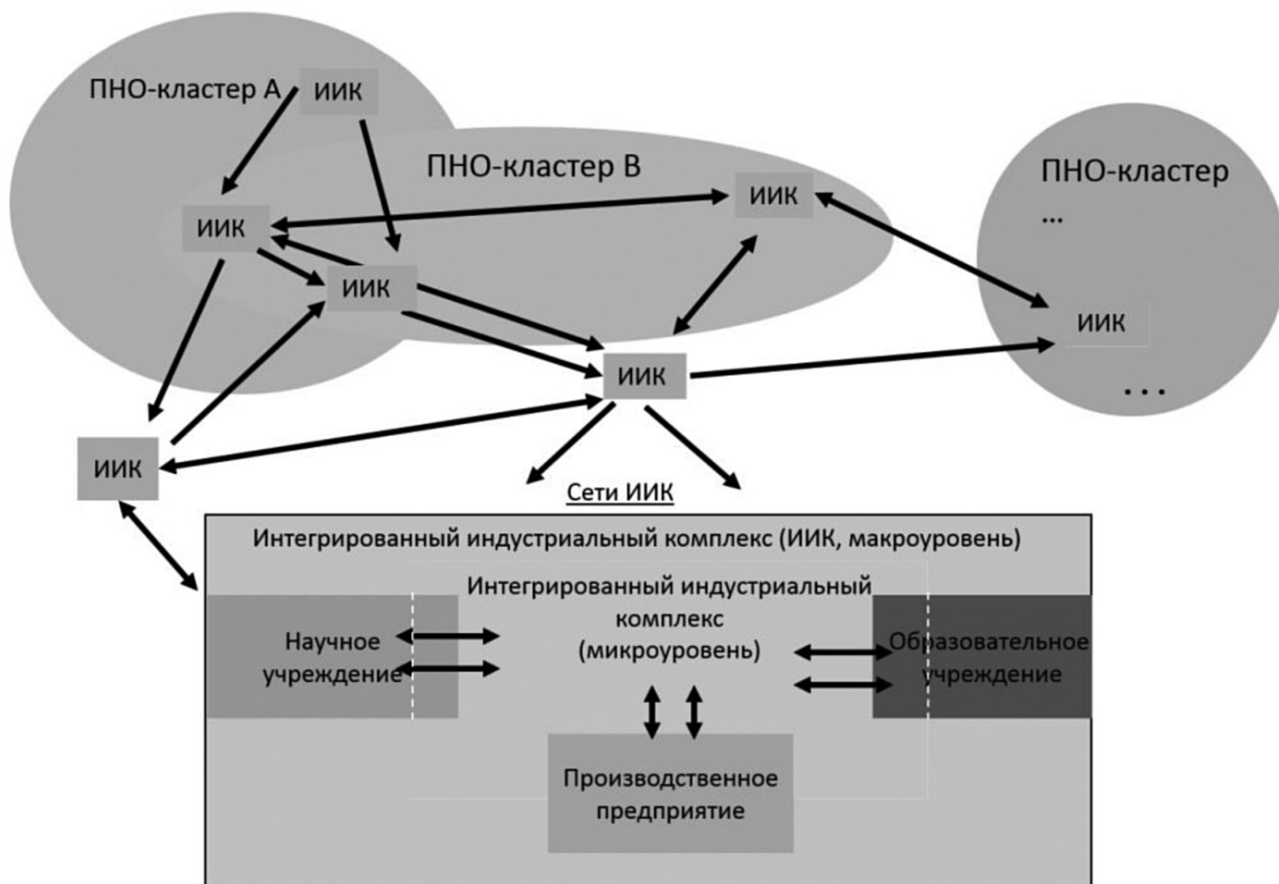 ПНО-кластер А
ИИК
ПНО-кластер В
ПНО-кластер
...
ИИК
ИИК
ИИК
ИИК
ИИК
ИИК
...
Сети ИИК
Интегрированный индустриальный комплекс (ИИК, макроуровень)
Интегрированный индустриальный
комплекс
(микроуровень)
Научное
учреждение
Образовательное
учреждение
Производственное
предприятие